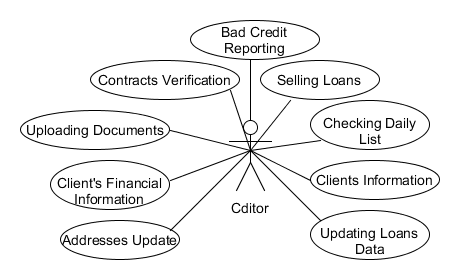 Bad Credit
Reporting
Contracts Verification
Selling Loans
Uploading Documents
Checking Daily
List
Client's Financial
Information
Clients Information
Cditor
Addresses Update
Updating Loans
Data